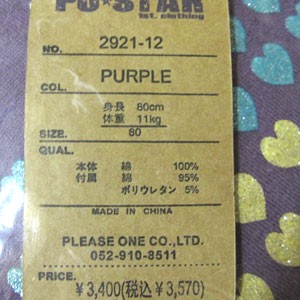 PU★STAR
1st. clothing
NO. 2921-12
COL. PURPLE
身長 80cm
体重 11kg
SIZE. 80
QUAL.
本体 綿 100%
付属 綿 95%
ポリウレタン 5%
MADE IN CHINA
PLEASE ONE CO.,LTD.
052-910-8511
PRICE.
¥3,400(税込¥3,570)